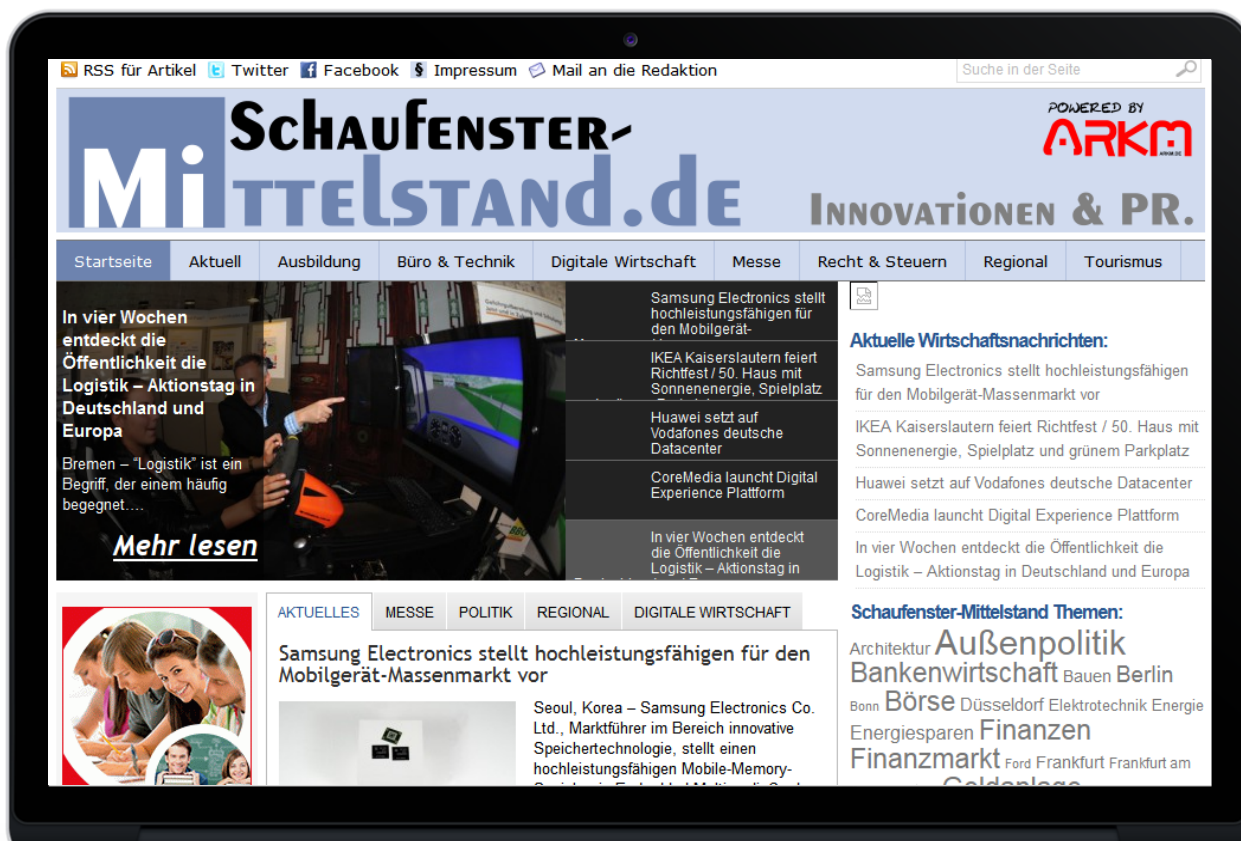 RSS für Artikel Twitter Facebook § Impressum Mail an die Redaktion
Suche in der Seite
SCHAUFENSTER-
MiTTELSTAND.dE
POWERED BY
ARKM
ARKM.DE
INNOVATiONEN & PR.
Startseite Aktuell Ausbildung Büro & Technik Digitale Wirtschaft Messe Recht & Steuern Regional Tourismus
In vier Wochen
entdeckt die
Öffentlichkeit die
Logistik – Aktionstag in
Deutschland und
Europa
Bremen – “Logistik” ist ein
Begriff, der einem häufig
begegnet….
Mehr lesen
Samsung Electronics stellt
hochleistungsfähigen für
den Mobilgerät-
IKEA Kaiserslautern feiert
Richtfest / 50. Haus mit
Sonnenenergie, Spielplatz
Huawei setzt auf
Vodafones deutsche
Datacenter
CoreMedia launcht Digital
Experience Plattform
In vier Wochen entdeckt
die Öffentlichkeit die
Logistik – Aktionstag in
Aktuelle Wirtschaftsnachrichten:
Samsung Electronics stellt hochleistungsfähigen
für den Mobilgerät-Massenmarkt vor
IKEA Kaiserslautern feiert Richtfest / 50. Haus mit
Sonnenenergie, Spielplatz und grünem Parkplatz
Huawei setzt auf Vodafones deutsche Datacenter
CoreMedia launcht Digital Experience Plattform
In vier Wochen entdeckt die Öffentlichkeit die
Logistik – Aktionstag in Deutschland und Europa
AKTUELLES MESSE POLITIK REGIONAL DIGITALE WIRTSCHAFT
Samsung Electronics stellt hochleistungsfähigen für den
Mobilgerät-Massenmarkt vor
Seoul, Korea – Samsung Electronics Co.
Ltd., Marktführer im Bereich innovative
Speichertechnologie, stellt einen
hochleistungsfähigen Mobile-Memory-
Schaufenster-Mittelstand Themen:
Architektur Außenpolitik
Bankenwirtschaft Bauen Berlin
Bonn Börse Düsseldorf Elektrotechnik Energie
Energiesparen Finanzen
Finanzmarkt Ford Frankfurt Frankfurt am
Geldanlage